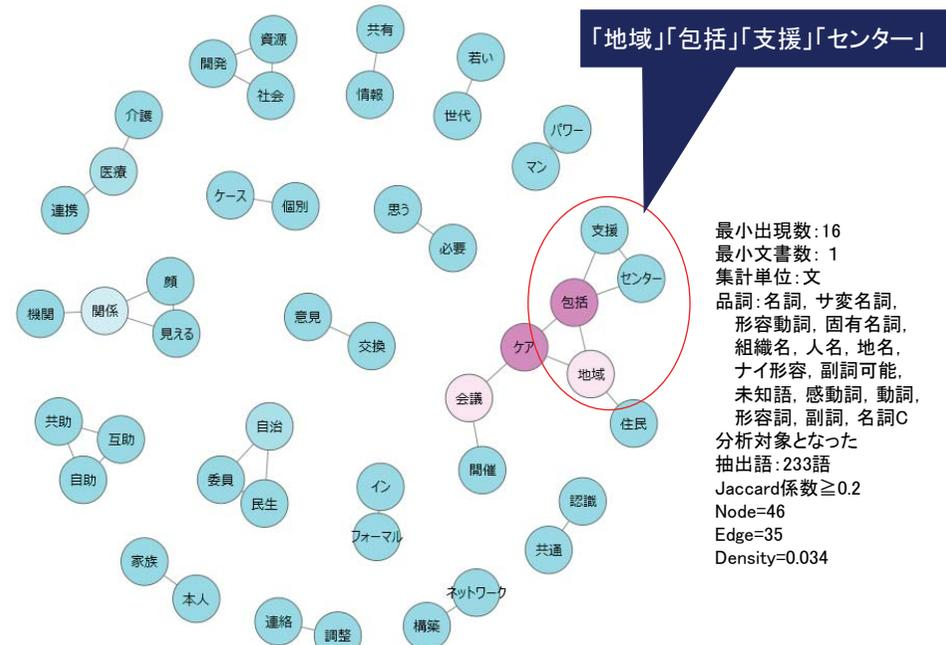 「地域」「包括」「支援」「センター」
資源
開発
社会
共有
情報
若い
世代
パワー
マン
介護
医療
連携
ケース
個別
思う
必要
支援
センター
包括
ケア
地域
会議
住民
開催
顔
関係
機関
見える
意見
交換
共助
互助
自助
自治
委員
民生
イン
フォーマル
認識
共通
家族
本人
連絡
調整
ネットワーク
構築
最小出現数:16
最小文書数: 1
集計単位:文
品詞:名詞, サ変名詞,
形容動詞, 固有名詞,
組織名, 人名, 地名,
ナイ形容, 副詞可能,
未知語, 感動詞, 動詞,
形容詞, 副詞, 名詞C
分析対象となった
抽出語:233語
Jaccard係数≧0.2
Node=46
Edge=35
Density=0.034